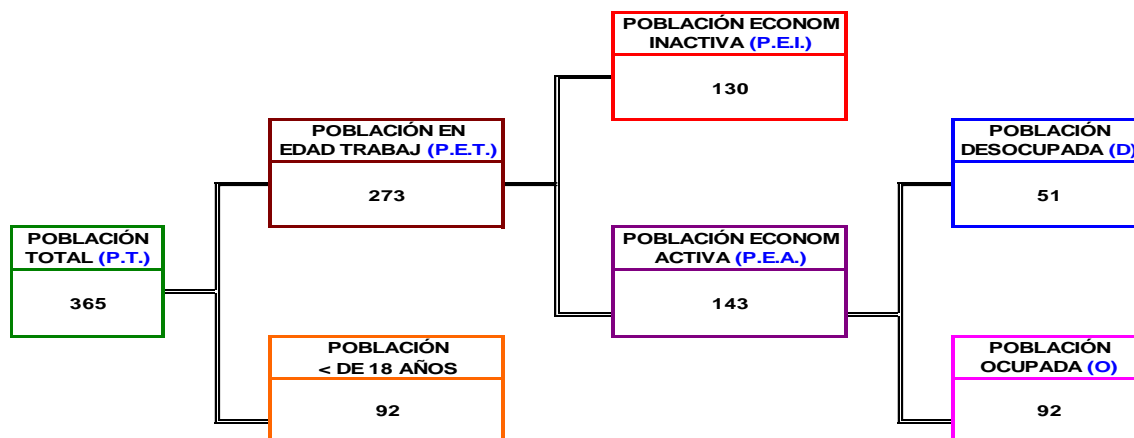 POBLACIÓN ECONOM
INACTIVA (P.E.I.)
130
POBLACIÓN EN
EDAD TRABAJ (P.E.T.)
273
POBLACIÓN
DESOCUPADA (D)
51
POBLACIÓN
TOTAL (P.T.)
365
POBLACIÓN ECONOM
ACTIVA (P.E.A.)
143
POBLACIÓN
< DE 18 AÑOS
92
POBLACIÓN
OCUPADA (O)
92